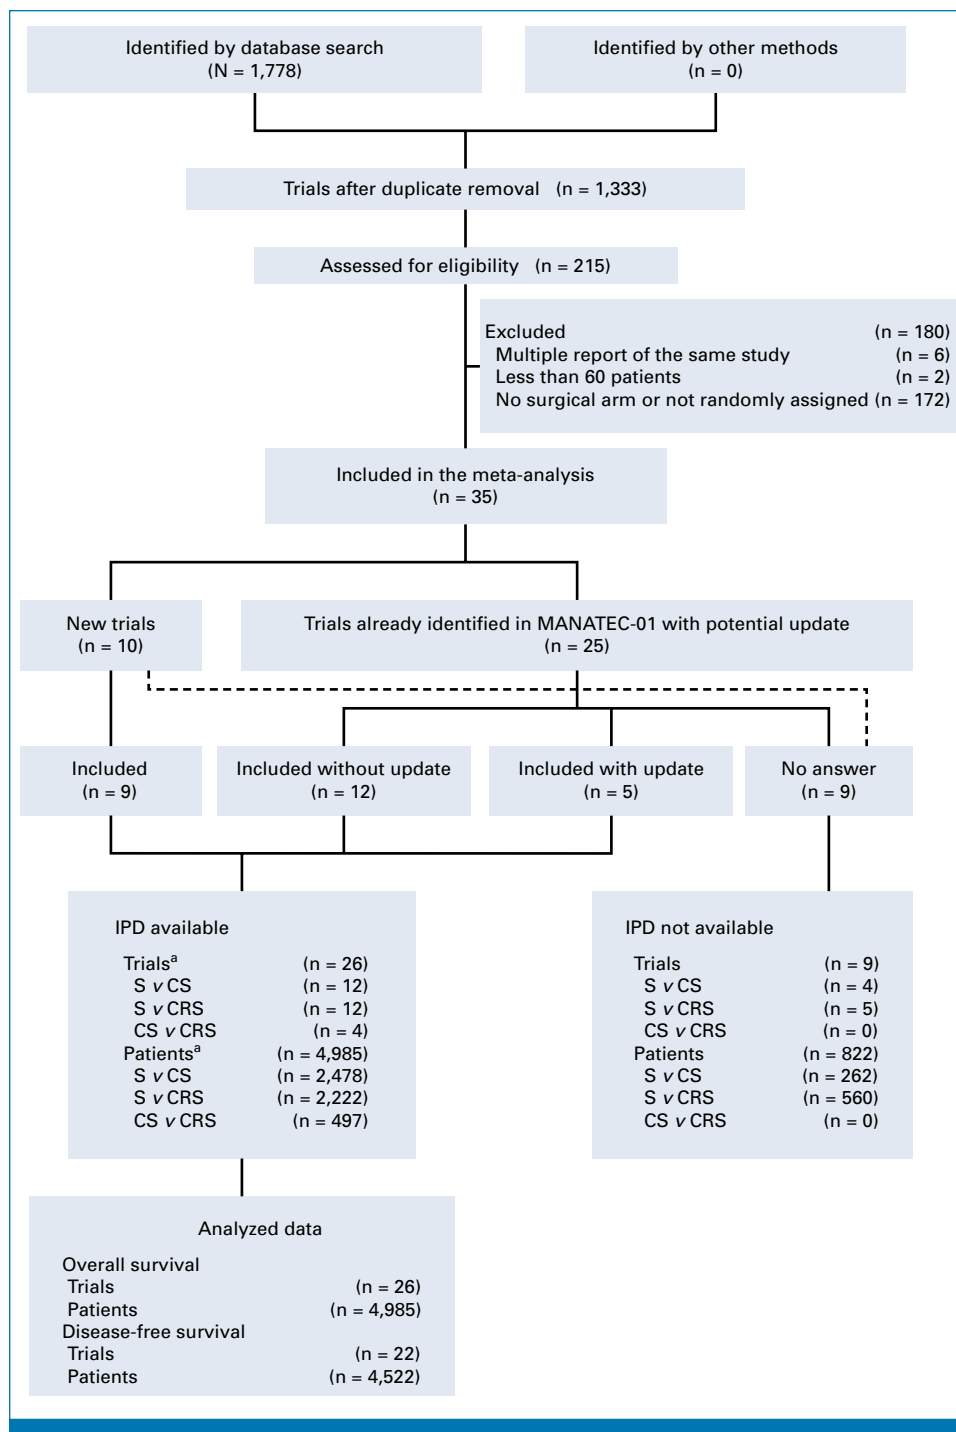 Identified by database search
(N = 1,778)
Identified by other methods
(n = 0)
Trials after duplicate removal (n = 1,333)
Assessed for eligibility (n = 215)
Excluded (n = 180)
Multiple report of the same study (n = 6)
Less than 60 patients (n = 2)
No surgical arm or not randomly assigned (n = 172)
Included in the meta-analysis
(n = 35)
New trials
(n = 10)
Trials already identified in MANATEC-01 with potential update
(n = 25)
Included
(n = 9)
Included without update
(n = 12)
Included with update
(n = 5)
No answer
(n = 9)
IPD available
Trialsa (n = 26)
S v CS (n = 12)
S v CRS (n = 12)
CS v CRS (n = 4)
Patientsa (n = 4,985)
S v CS (n = 2,478)
S v CRS (n = 2,222)
CS v CRS (n = 497)
IPD not available
Trials (n = 9)
S v CS (n = 4)
S v CRS (n = 5)
CS v CRS (n = 0)
Patients (n = 822)
S v CS (n = 262)
S v CRS (n = 560)
CS v CRS (n = 0)
Analyzed data
Overall survival
Trials (n = 26)
Patients (n = 4,985)
Disease-free survival
Trials (n = 22)
Patients (n = 4,522)